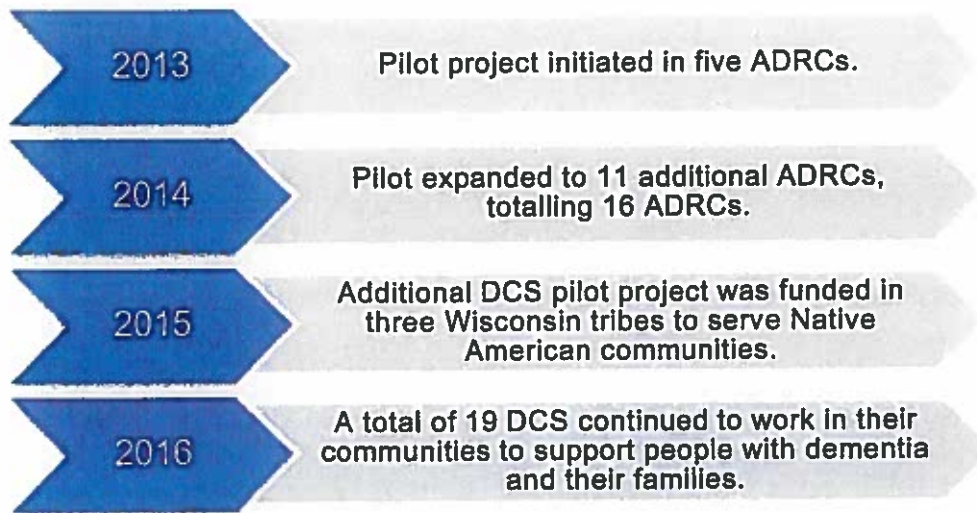 2013
Pilot project initiated in five ADRCs.
2014
Pilot expanded to 11 additional ADRCs,
totalling 16 ADRCs.
2015
Additional DCS pilot project was funded in
three Wisconsin tribes to serve Native
American communities.
2016
A total of 19 DCS continued to work in their
communities to support people with dementia
and their families.